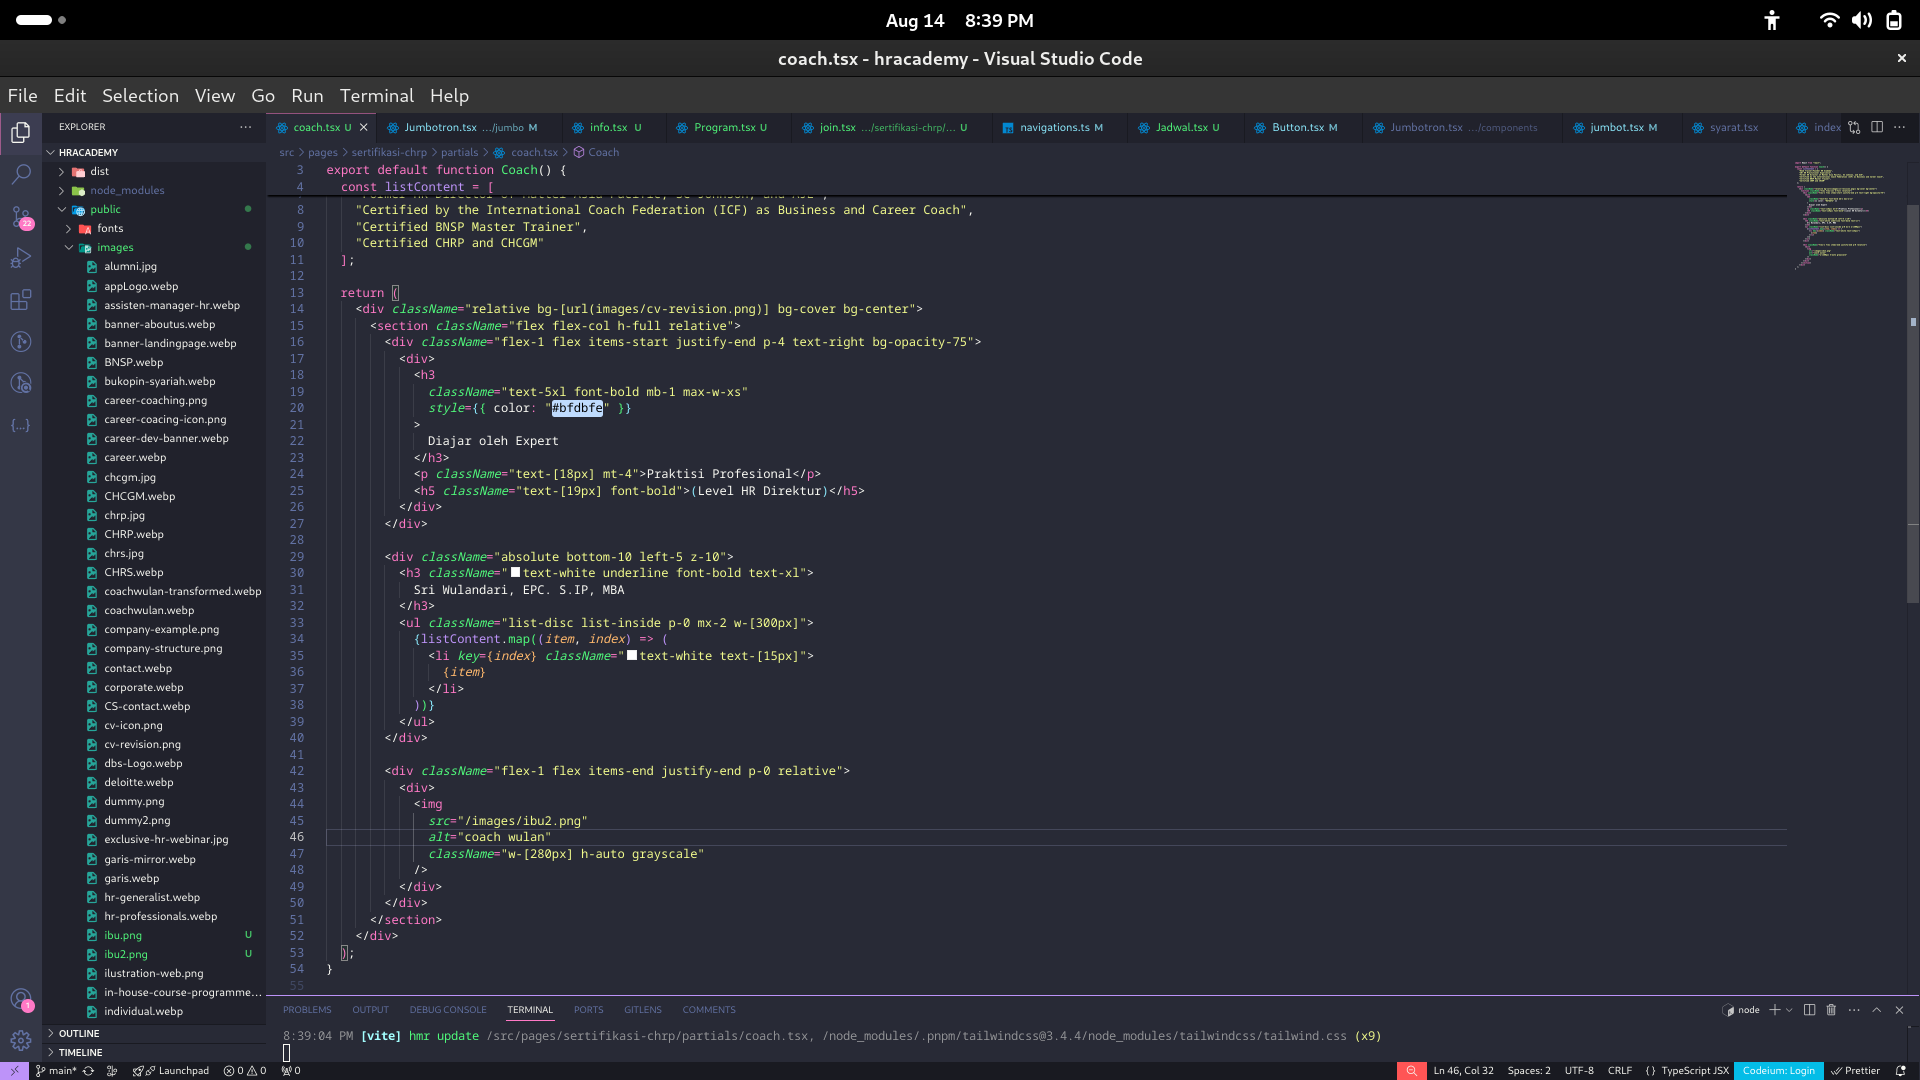 Aug 14 8:39 PM
coach.tsx - hracademy - Visual Studio Code
File Edit Selection View Go Run Terminal Help
EXPLORER
coach.tsx U
Jumbotron.tsx .../jumbo M
info.tsx U
Program.tsx U
join.tsx .../sertifikasi-chrp/... U
navigations.ts M
Jadwal.tsx U
Button.tsx M
Jumbotron.tsx .../components
jumbot.tsx M
syarat.tsx
index
src > pages > sertifikasi-chrp > partials > coach.tsx > Coach
HRACADEMY
dist
node_modules
public
fonts
images
alumni.jpg
appLogo.webp
assisten-manager-hr.webp
banner-aboutus.webp
banner-landingpage.webp
BNSP.webp
bukopin-syariah.webp
career-coaching.png
career-coacing-icon.png
career-dev-banner.webp
career.webp
chcgm.jpg
CHCGM.webp
chrp.jpg
CHRP.webp
chrs.jpg
CHRS.webp
coachwulan-transformed.webp
coachwulan.webp
company-example.png
company-structure.png
contact.webp
corporate.webp
CS-contact.webp
cv-icon.png
cv-revision.png
dbs-Logo.webp
deloitte.webp
dummy.png
dummy2.png
exclusive-hr-webinar.jpg
garis-mirror.webp
garis.webp
hr-generalist.webp
hr-professionals.webp
ibu.png U
ibu2.png U
ilustration-web.png
in-house-course-programme...
individual.webp
OUTLINE
TIMELINE
22
1
3 export default function Coach() {
4 const listContent = [
8 "Certified by the International Coach Federation (ICF) as Business and Career Coach",
9 "Certified BNSP Master Trainer",
10 "Certified CHRP and CHCGM"
11 ];
12
13 return (
14 <div className="relative bg-[url(images/cv-revision.png)] bg-cover bg-center">
15 <section className="flex flex-col h-full relative">
16 <div className="flex-1 flex items-start justify-end p-4 text-right bg-opacity-75">
17 <div>
18 <h3
19 className="text-5xl font-bold mb-1 max-w-xs"
20 style={{ color: "#bfdbfe" }}
21 >
22 Diajar oleh Expert
23 </h3>
24 <p className="text-[18px] mt-4">Praktisi Profesional</p>
25 <h5 className="text-[19px] font-bold">(Level HR Direktur)</h5>
26 </div>
27 </div>
28
29 <div className="absolute bottom-10 left-5 z-10">
30 <h3 className="text-white underline font-bold text-xl">
31 Sri Wulandari, EPC. S.IP, MBA
32 </h3>
33 <ul className="list-disc list-inside p-0 mx-2 w-[300px]">
34 {listContent.map((item, index) => (
35 <li key={index} className="text-white text-[15px]">
36 {item}
37 </li>
38 ))}
39 </ul>
40 </div>
41
42 <div className="flex-1 flex items-end justify-end p-0 relative">
43 <div>
44 <img
45 src="/images/ibu2.png"
46 alt="coach wulan"
47 className="w-[280px] h-auto grayscale"
48 />
49 </div>
50 </div>
51 </section>
52 </div>
53 );
54 }
55
PROBLEMS OUTPUT DEBUG CONSOLE TERMINAL PORTS GITLENS COMMENTS
node
8:39:04 PM [vite] hmr update /src/pages/sertifikasi-chrp/partials/coach.tsx, /node_modules/.pnpm/tailwindcss@3.4.4/node_modules/tailwindcss/tailwind.css (x9)
main* Launchpad 0 0 0
Ln 46, Col 32 Spaces: 2 UTF-8 CRLF { } TypeScript JSX Codeium: Login Prettier